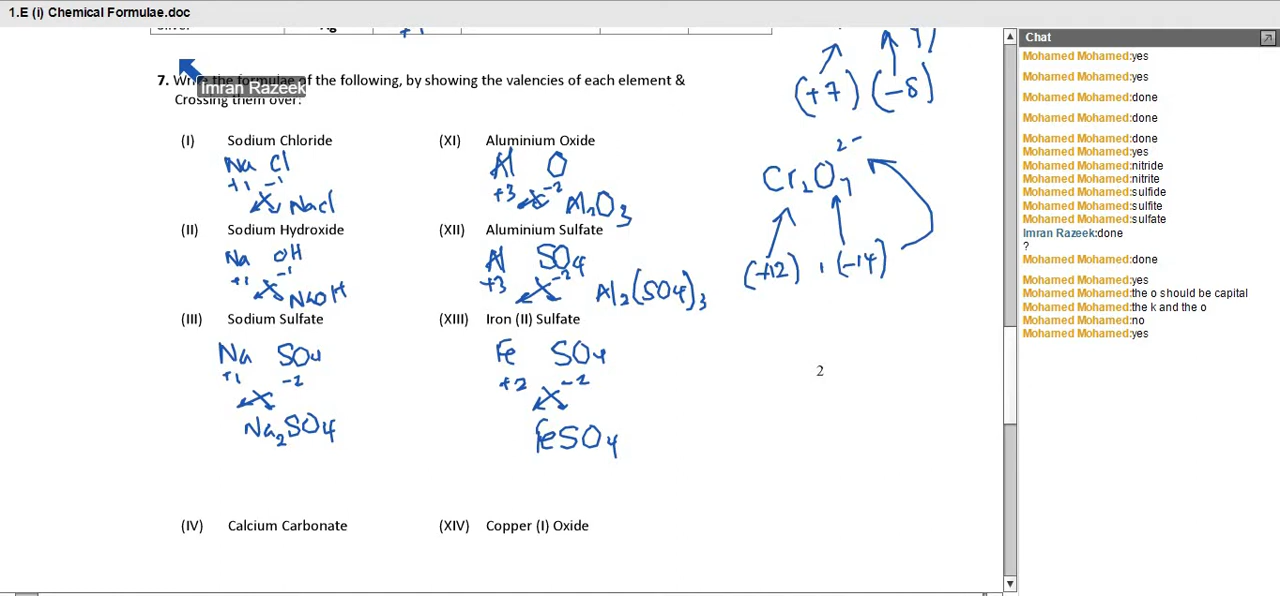 1.E (i) Chemical Formulae.doc
Ag
+1
7. Write the formulae of the following, by showing the valencies of each element &
Imran Razeek
Crossing them over:
(I) Sodium Chloride
Na Cl
+1 -1
NaCl
(II) Sodium Hydroxide
Na OH
+1 -1
NaOH
(III) Sodium Sulfate
Na SO4
+1 -2
Na2SO4
(IV) Calcium Carbonate
(XI) Aluminium Oxide
Al O
+3 -2
Al2O3
(XII) Aluminium Sulfate
Al SO4
+3 -2
Al2(SO4)3
(XIII) Iron (II) Sulfate
Fe SO4
+2 -2
FeSO4
(XIV) Copper (I) Oxide
(+7) (-8)
Cr2O7 2-
(+12) , (-14)
2
Chat
Mohamed Mohamed:yes
Mohamed Mohamed:yes
Mohamed Mohamed:done
Mohamed Mohamed:done
Mohamed Mohamed:done
Mohamed Mohamed:yes
Mohamed Mohamed:nitride
Mohamed Mohamed:nitrite
Mohamed Mohamed:sulfide
Mohamed Mohamed:sulfite
Mohamed Mohamed:sulfate
Imran Razeek:done
?
Mohamed Mohamed:done
Mohamed Mohamed:yes
Mohamed Mohamed:the o should be capital
Mohamed Mohamed:the k and the o
Mohamed Mohamed:no
Mohamed Mohamed:yes